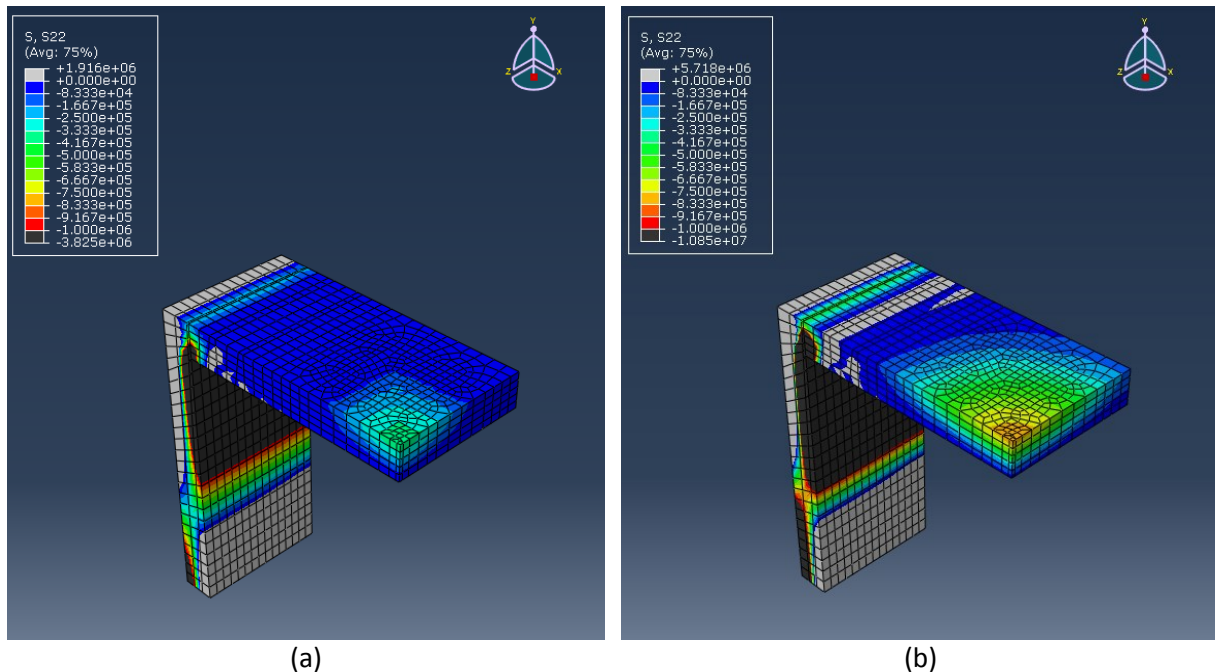 S, S22
(Avg: 75%)
+1.916e+06
+0.000e+00
-8.333e+04
-1.667e+05
-2.500e+05
-3.333e+05
-4.167e+05
-5.000e+05
-5.833e+05
-6.667e+05
-7.500e+05
-8.333e+05
-9.167e+05
-1.000e+06
-3.825e+06
Y
Z
X
(a)
S, S22
(Avg: 75%)
+5.718e+06
+0.000e+00
-8.333e+04
-1.667e+05
-2.500e+05
-3.333e+05
-4.167e+05
-5.000e+05
-5.833e+05
-6.667e+05
-7.500e+05
-8.333e+05
-9.167e+05
-1.000e+06
-1.085e+07
Y
Z
X
(b)